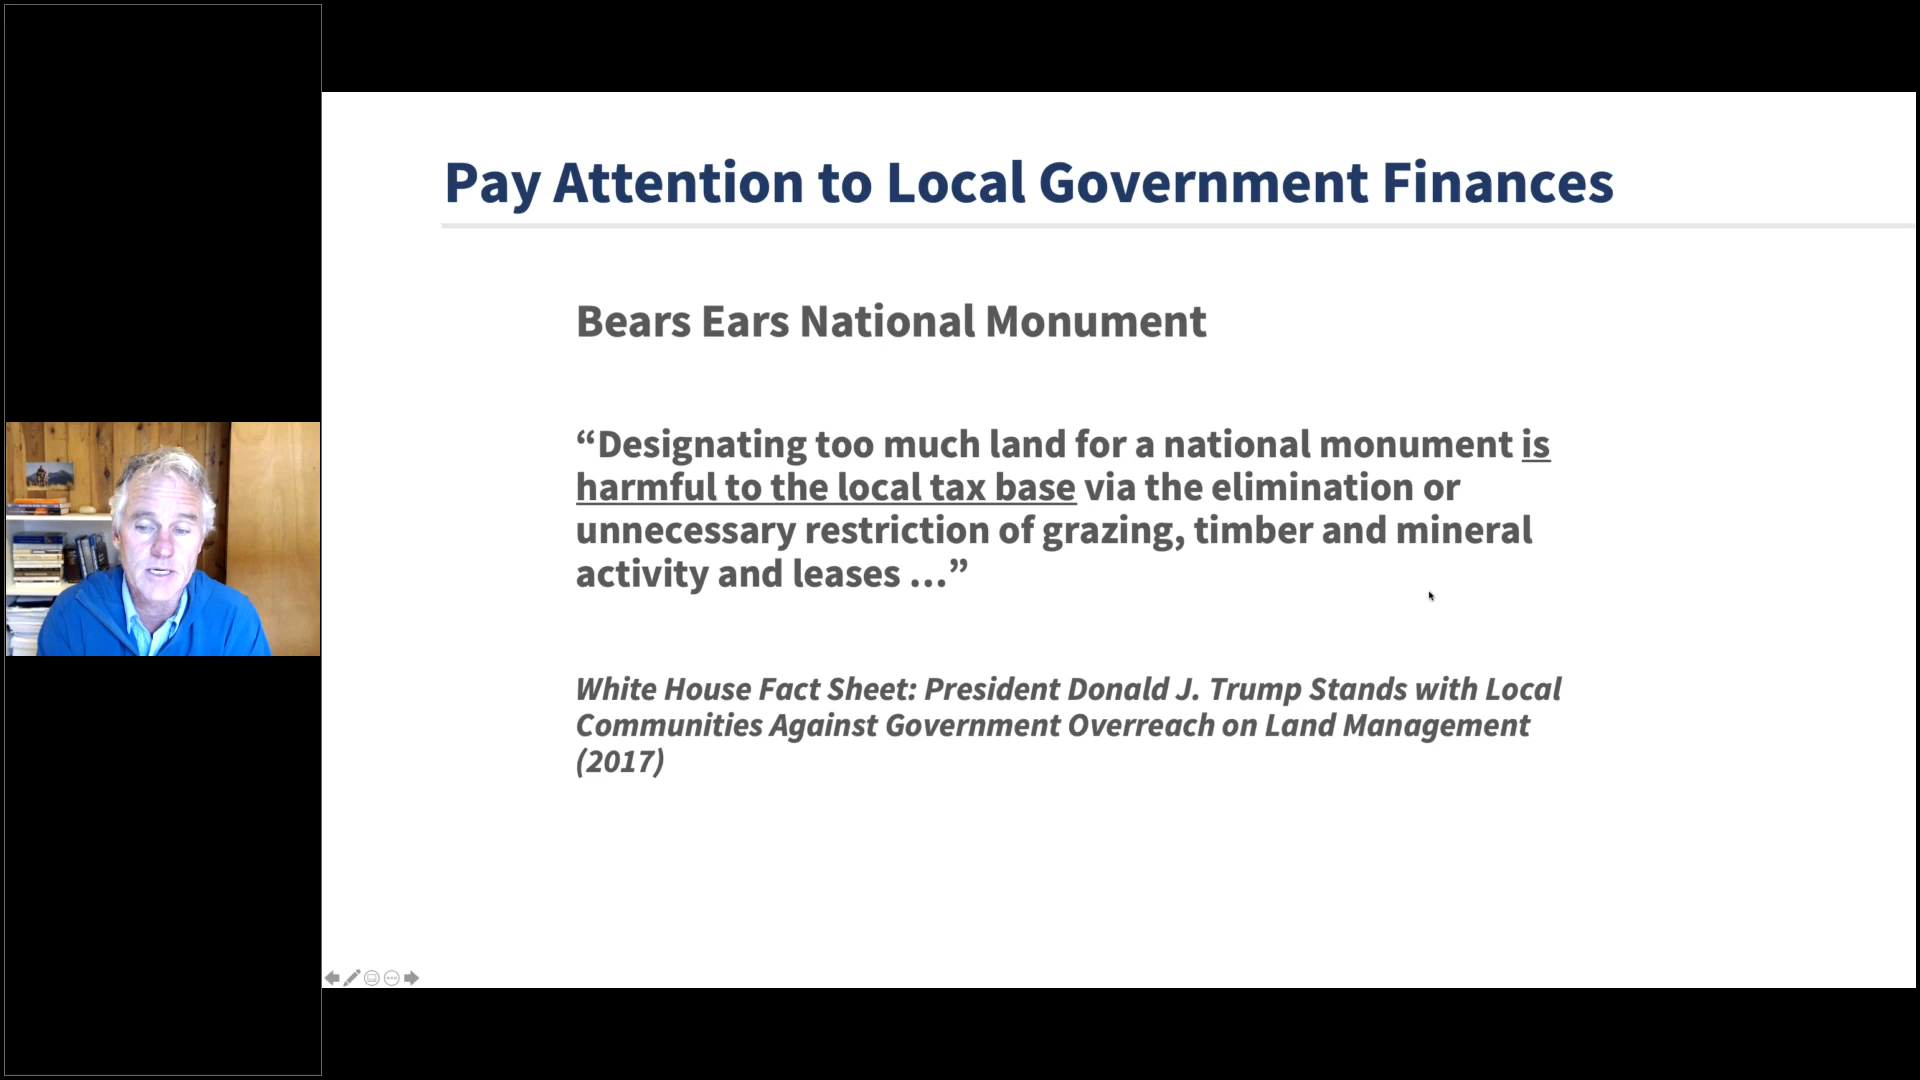 Pay Attention to Local Government Finances
Bears Ears National Monument
“Designating too much land for a national monument is
harmful to the local tax base via the elimination or
unnecessary restriction of grazing, timber and mineral
activity and leases ...”
White House Fact Sheet: President Donald J. Trump Stands with Local
Communities Against Government Overreach on Land Management
(2017)